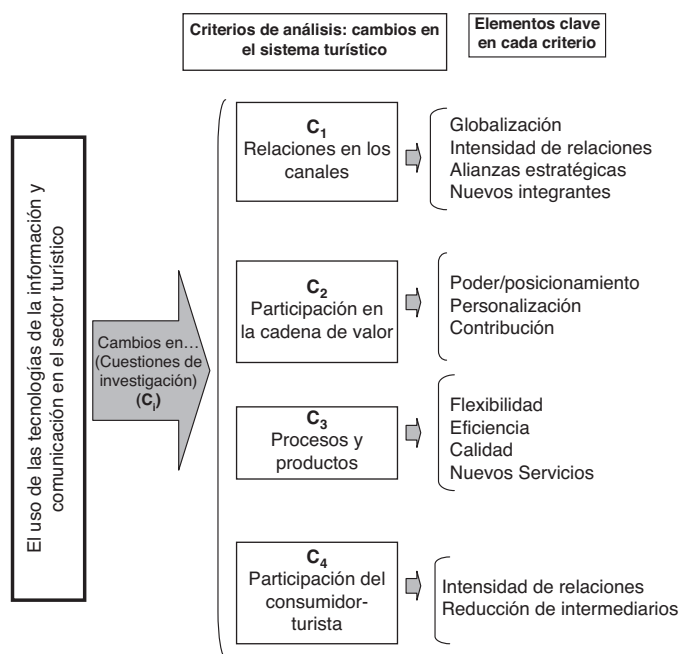 Criterios de análisis: cambios en
el sistema turístico
Elementos clave
en cada criterio
El uso de las tecnologías de la información y
comunicación en el sector turístico
Cambios en…
(Cuestiones de
investigación)
(Ci)
C1
Relaciones en los
canales
Globalización
Intensidad de relaciones
Alianzas estratégicas
Nuevos integrantes
C2
Participación en
la cadena de valor
Poder/posicionamiento
Personalización
Contribución
C3
Procesos y
productos
Flexibilidad
Eficiencia
Calidad
Nuevos Servicios
C4
Participación del
consumidor-
turista
Intensidad de relaciones
Reducción de intermediarios